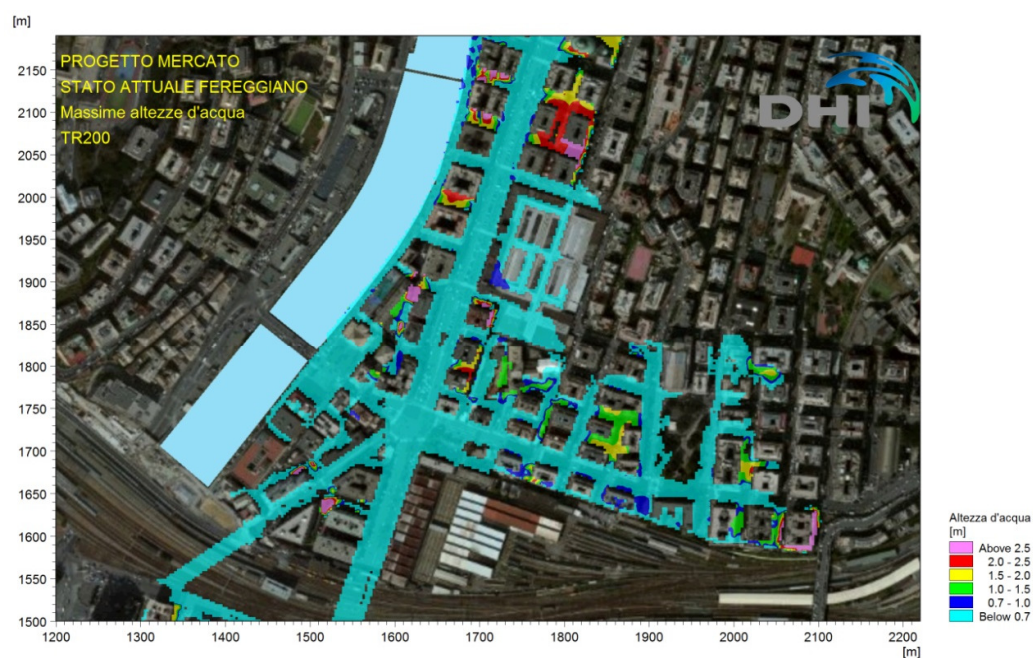 [m]
PROGETTO MERCATO
STATO ATTUALE FEREGGIANO
Massime altezze d'acqua
TR200
DHI
2150
2100
2050
2000
1950
1900
1850
1800
1750
1700
1650
1600
1550
1500
1200 1300 1400 1500 1600 1700 1800 1900 2000 2100 2200
[m]
Altezza d'acqua
[m]
Above 2.5
2.0 - 2.5
1.5 - 2.0
1.0 - 1.5
0.7 - 1.0
Below 0.7